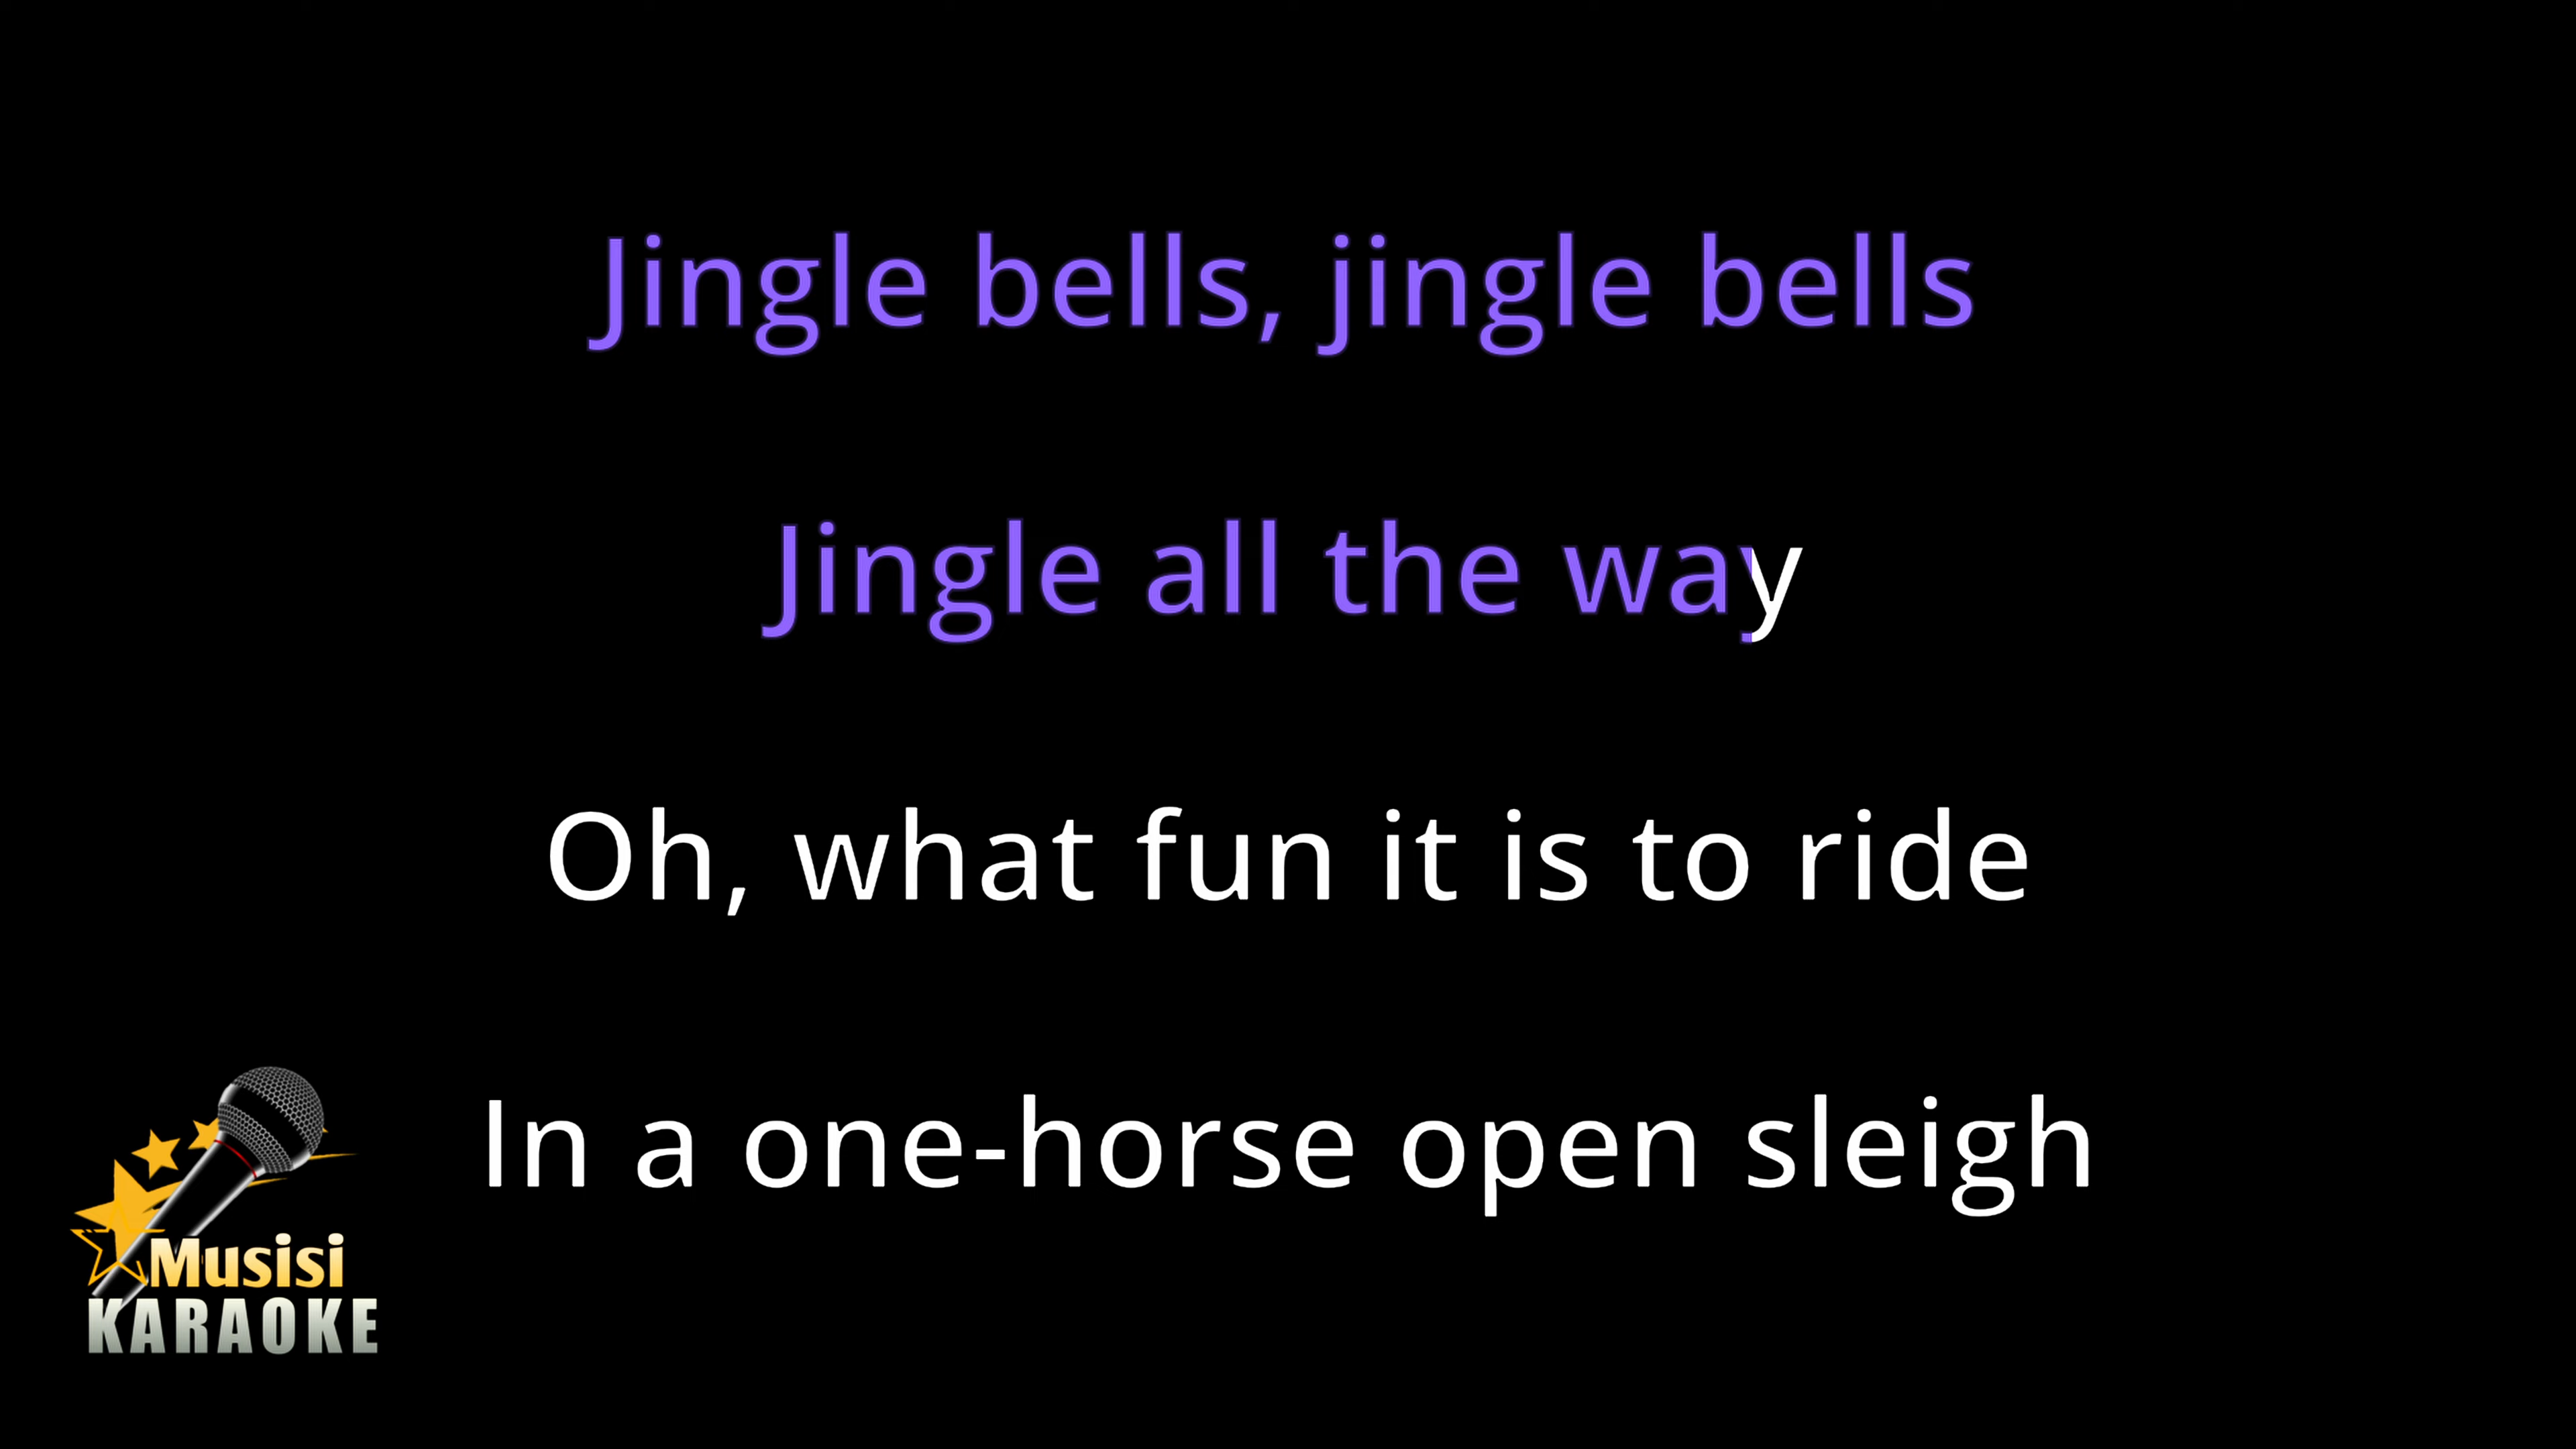 Jingle bells, jingle bells
Jingle all the way
Oh, what fun it is to ride
In a one-horse open sleigh
Musisi
KARAOKE